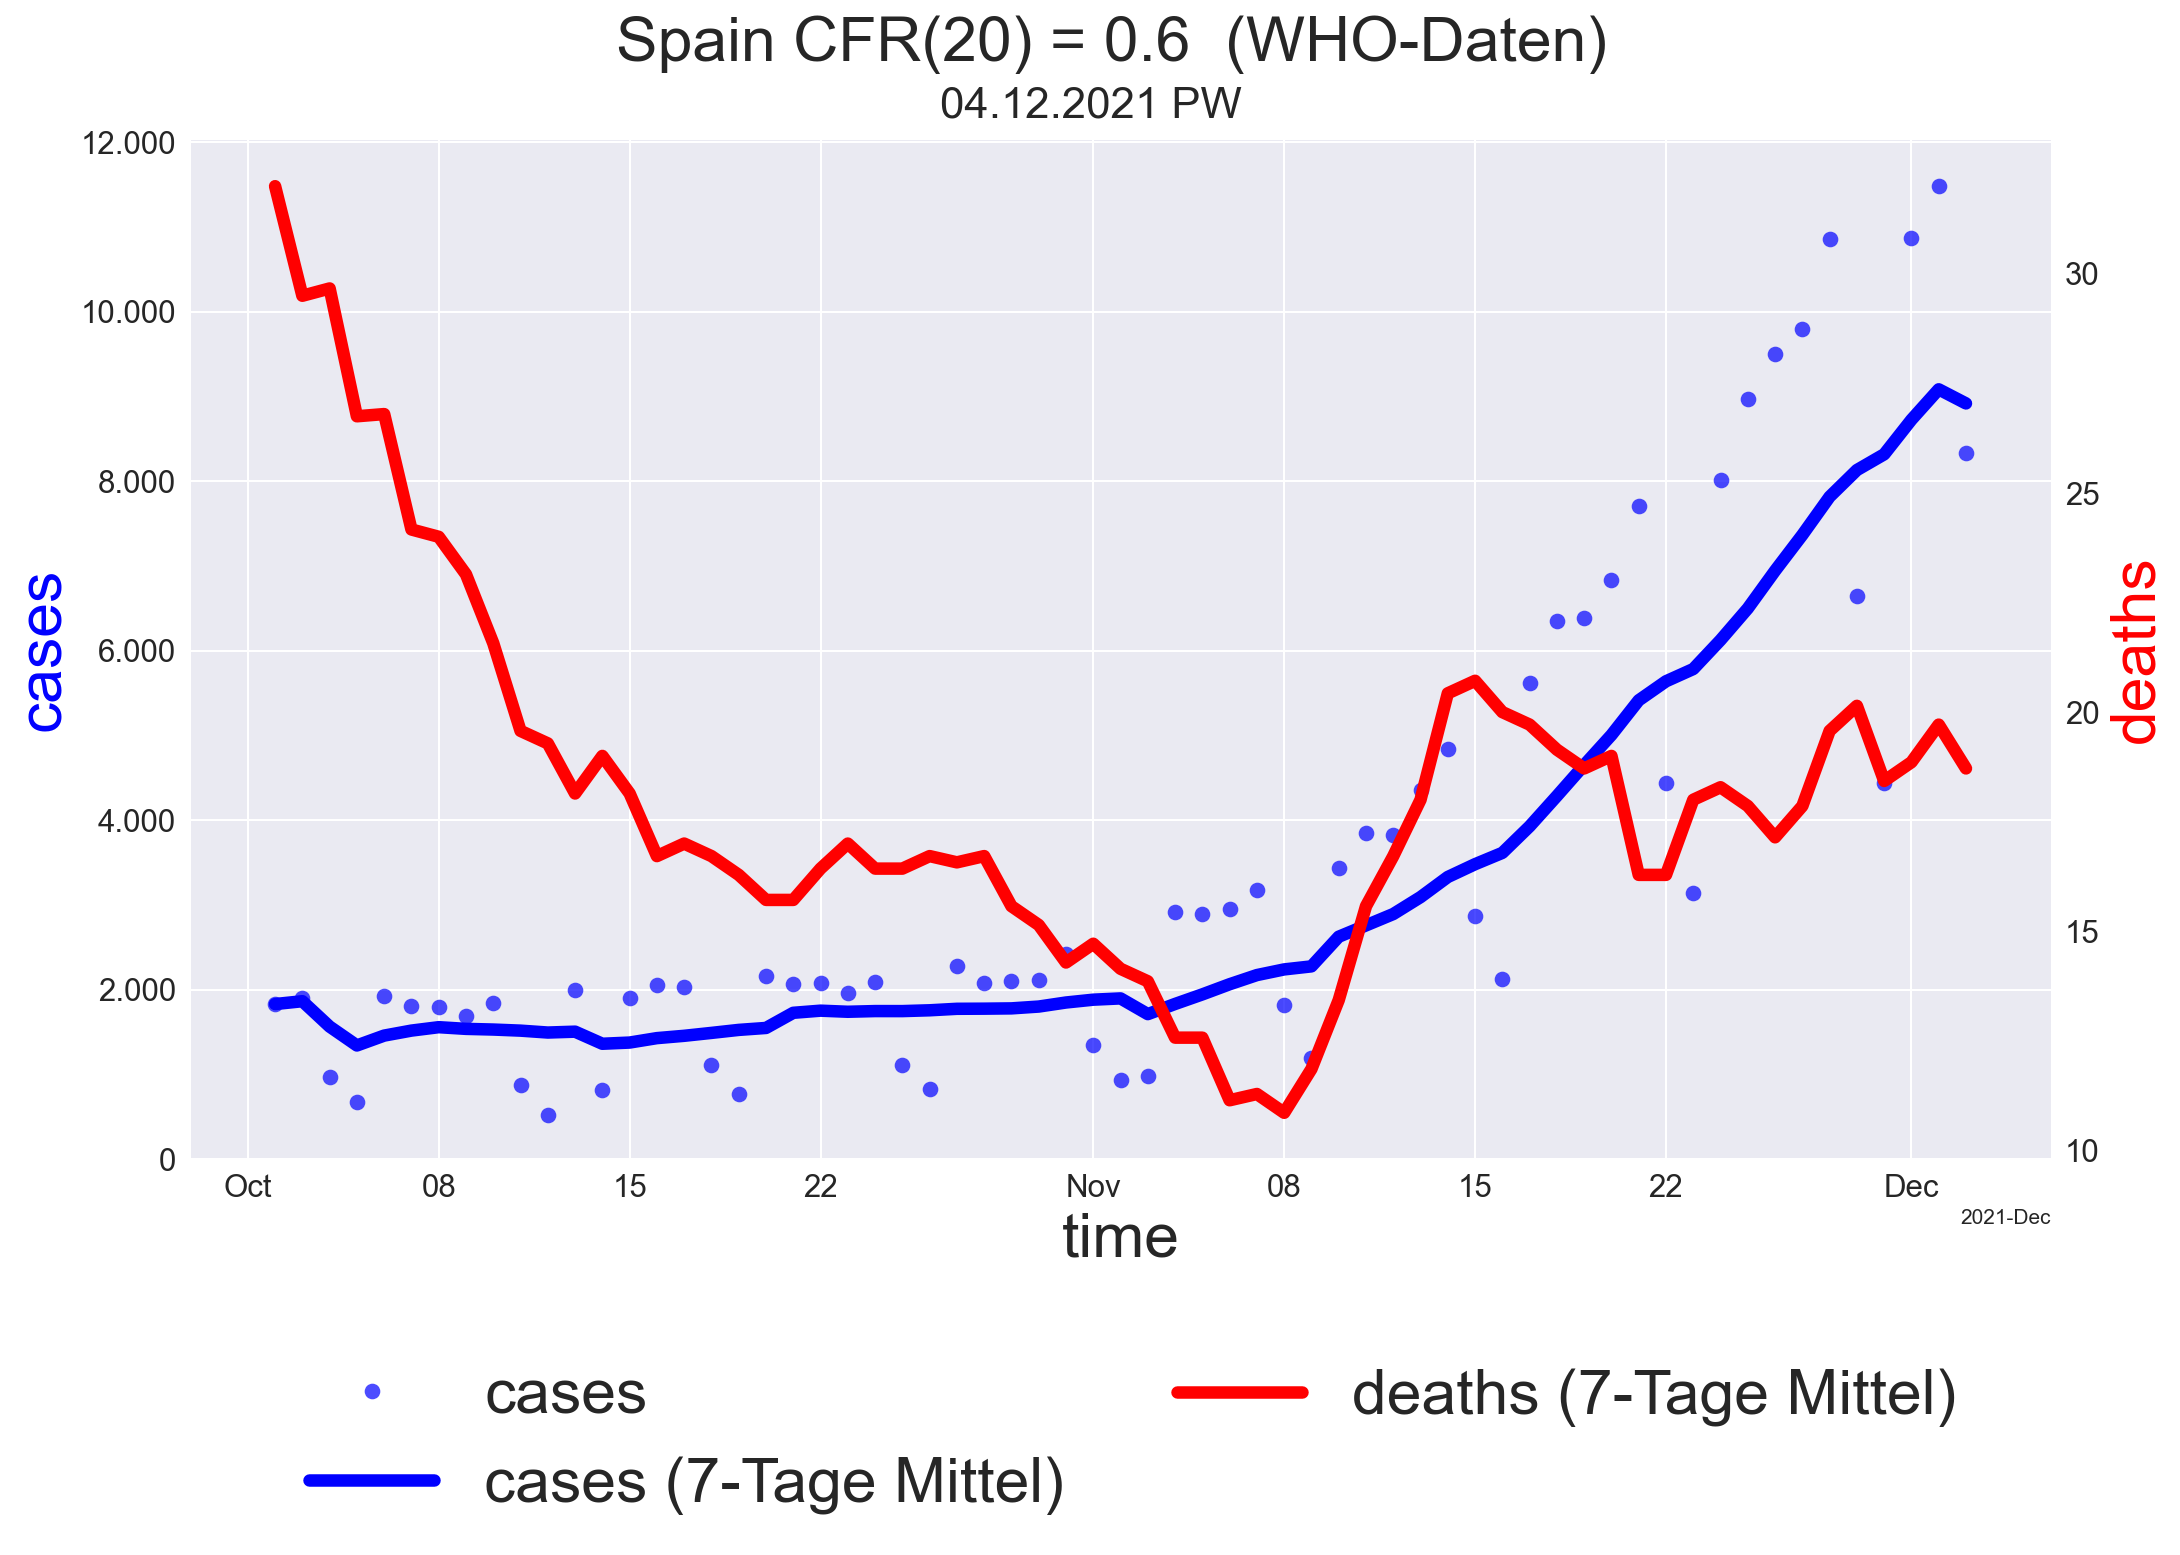 Spain CFR(20) = 0.6  (WHO-Daten)
04.12.2021 PW
12.000
10.000
8.000
6.000
4.000
2.000
0
cases
30
25
20
15
10
deaths
Oct 08 15 22 Nov 08 15 22 Dec
2021-Dec
time
cases
cases (7-Tage Mittel)
deaths (7-Tage Mittel)